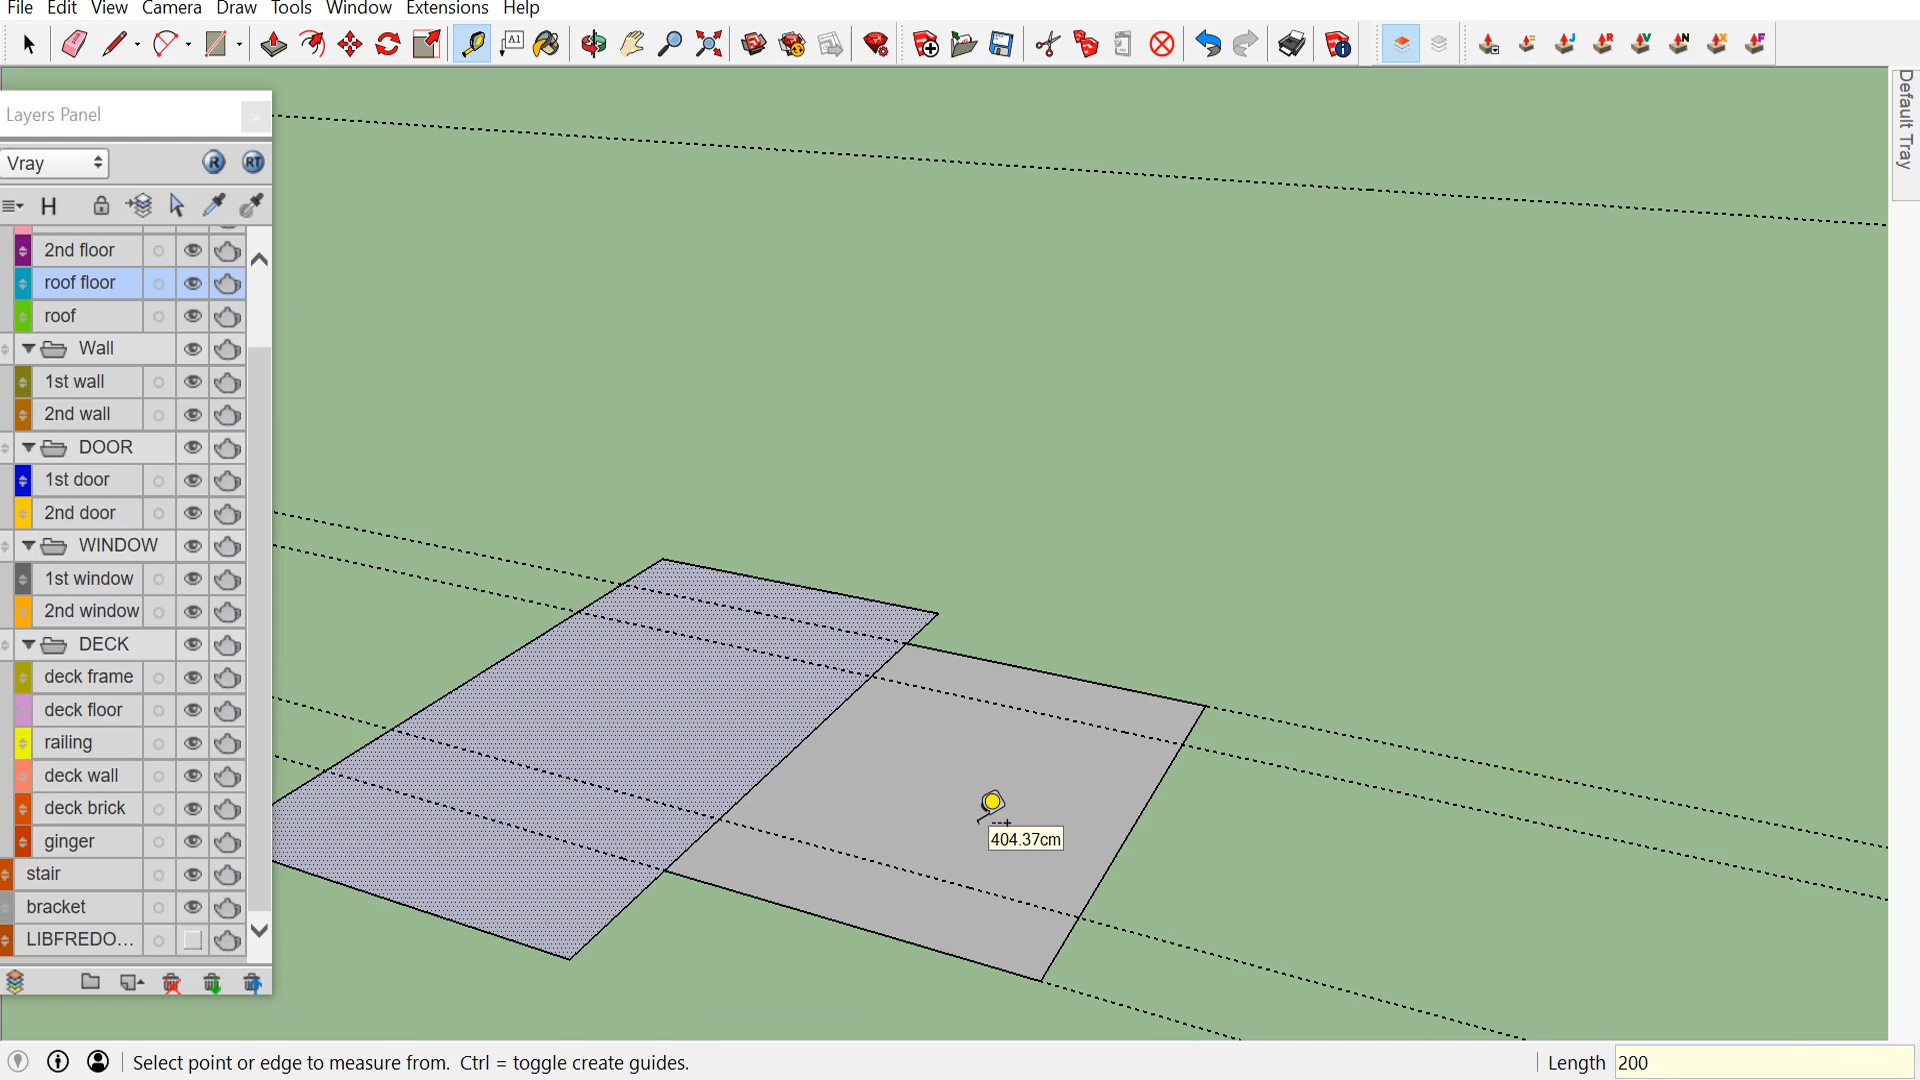 File Edit View Camera Draw Tools Window Extensions Help
A1
J R V N X F
Default Tray
Layers Panel
Vray
R RT
H
2nd floor
roof floor
roof
Wall
1st wall
2nd wall
DOOR
1st door
2nd door
WINDOW
1st window
2nd window
DECK
deck frame
deck floor
railing
deck wall
deck brick
ginger
stair
bracket
LIBFREDO...
404.37cm
Select point or edge to measure from. Ctrl = toggle create guides.
Length 200